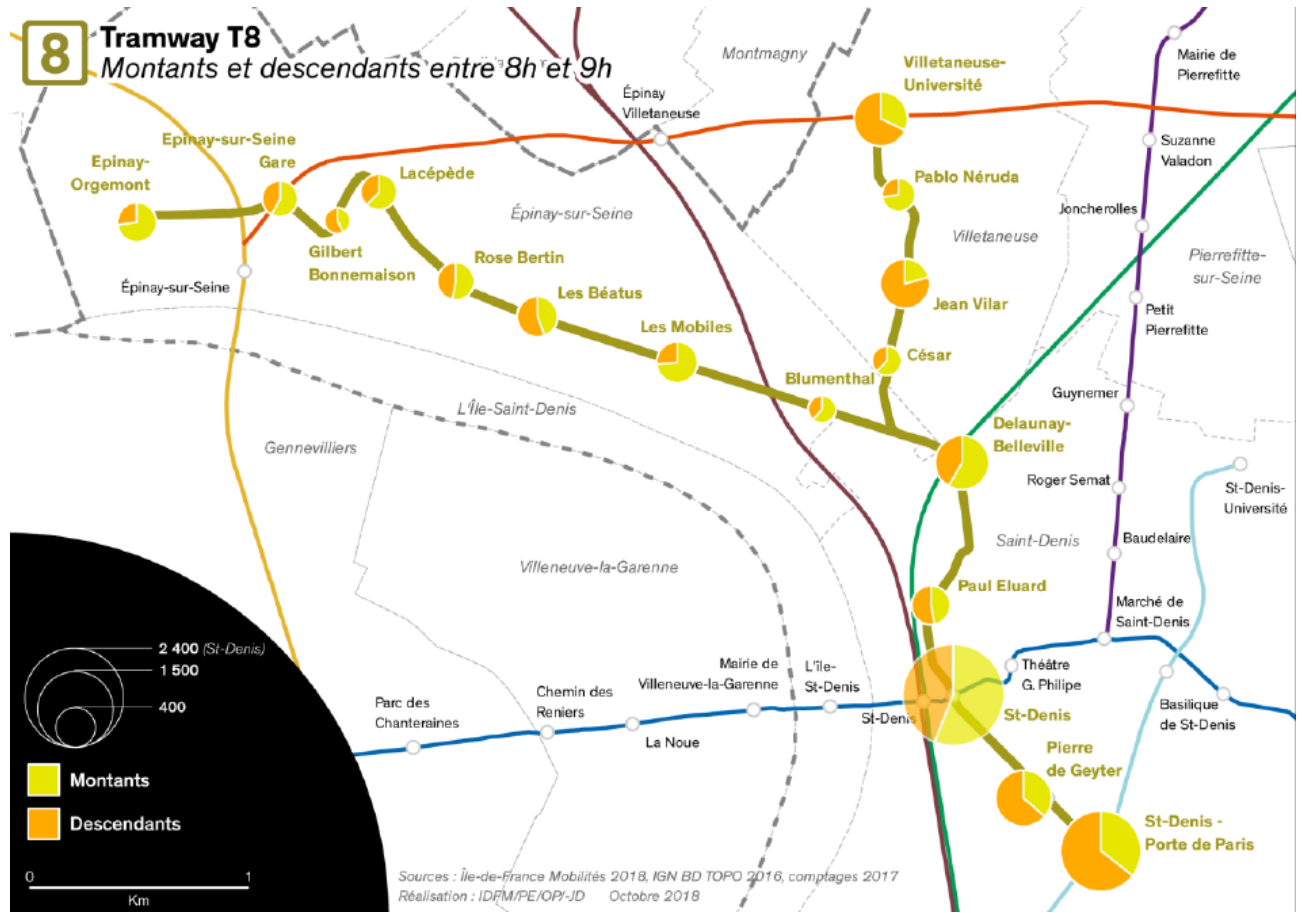 8
Tramway T8
Montants et descendants entre 8h et 9h
Montmagny
Villetaneuse-
Université
Mairie de
Pierrefitte
Épinay
Villetaneuse
Epinay-sur-Seine
Gare
Epinay-
Orgemont
Lacépède
Pablo Néruda
Suzanne
Valadon
Épinay-sur-Seine
Joncherolles
Villetaneuse
Pierrefitte-
sur-Seine
Gilbert
Bonnemaison
Rose Bertin
Épinay-sur-Seine
Les Béatus
Jean Vilar
Petit
Pierrefitte
Les Mobiles
César
Blumenthal
Guynemer
L'Île-Saint-Denis
Gennevilliers
Delaunay-
Belleville
Roger Semat
St-Denis-
Université
Saint-Denis
Baudelaire
Villeneuve-la-Garenne
Paul Eluard
Marché de
Saint-Denis
2 400 (St-Denis)
1 500
400
Mairie de
Villeneuve-la-Garenne
L'île-
St-Denis
Théâtre
G. Philipe
Parc des
Chanteraines
Chemin des
Reniers
La Noue
St-Denis
St-Denis
Basilique
de St-Denis
Pierre
de Geyter
Montants
Descendants
St-Denis -
Porte de Paris
0 1
Km
Sources : Île-de-France Mobilités 2018, IGN BD TOPO 2016, comptages 2017
Réalisation : IDFM/PE/OP/-JD Octobre 2018